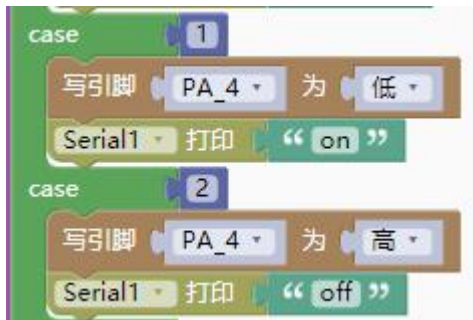 case 1
写引脚 PA_4 为 低
Serial1 打印 “ on ”
case 2
写引脚 PA_4 为 高
Serial1 打印 “ off ”